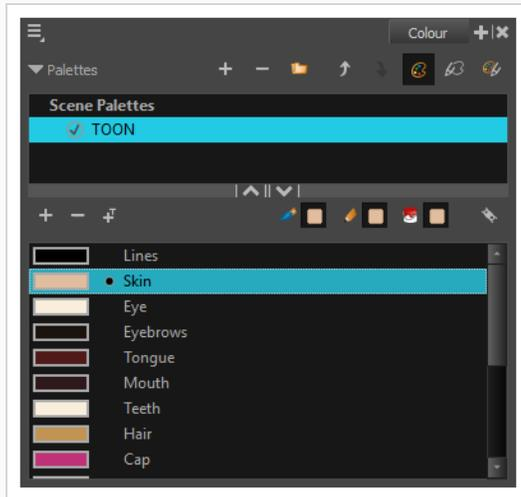 Colour
Palettes
Scene Palettes
TOON
Lines
Skin
Eye
Eyebrows
Tongue
Mouth
Teeth
Hair
Cap